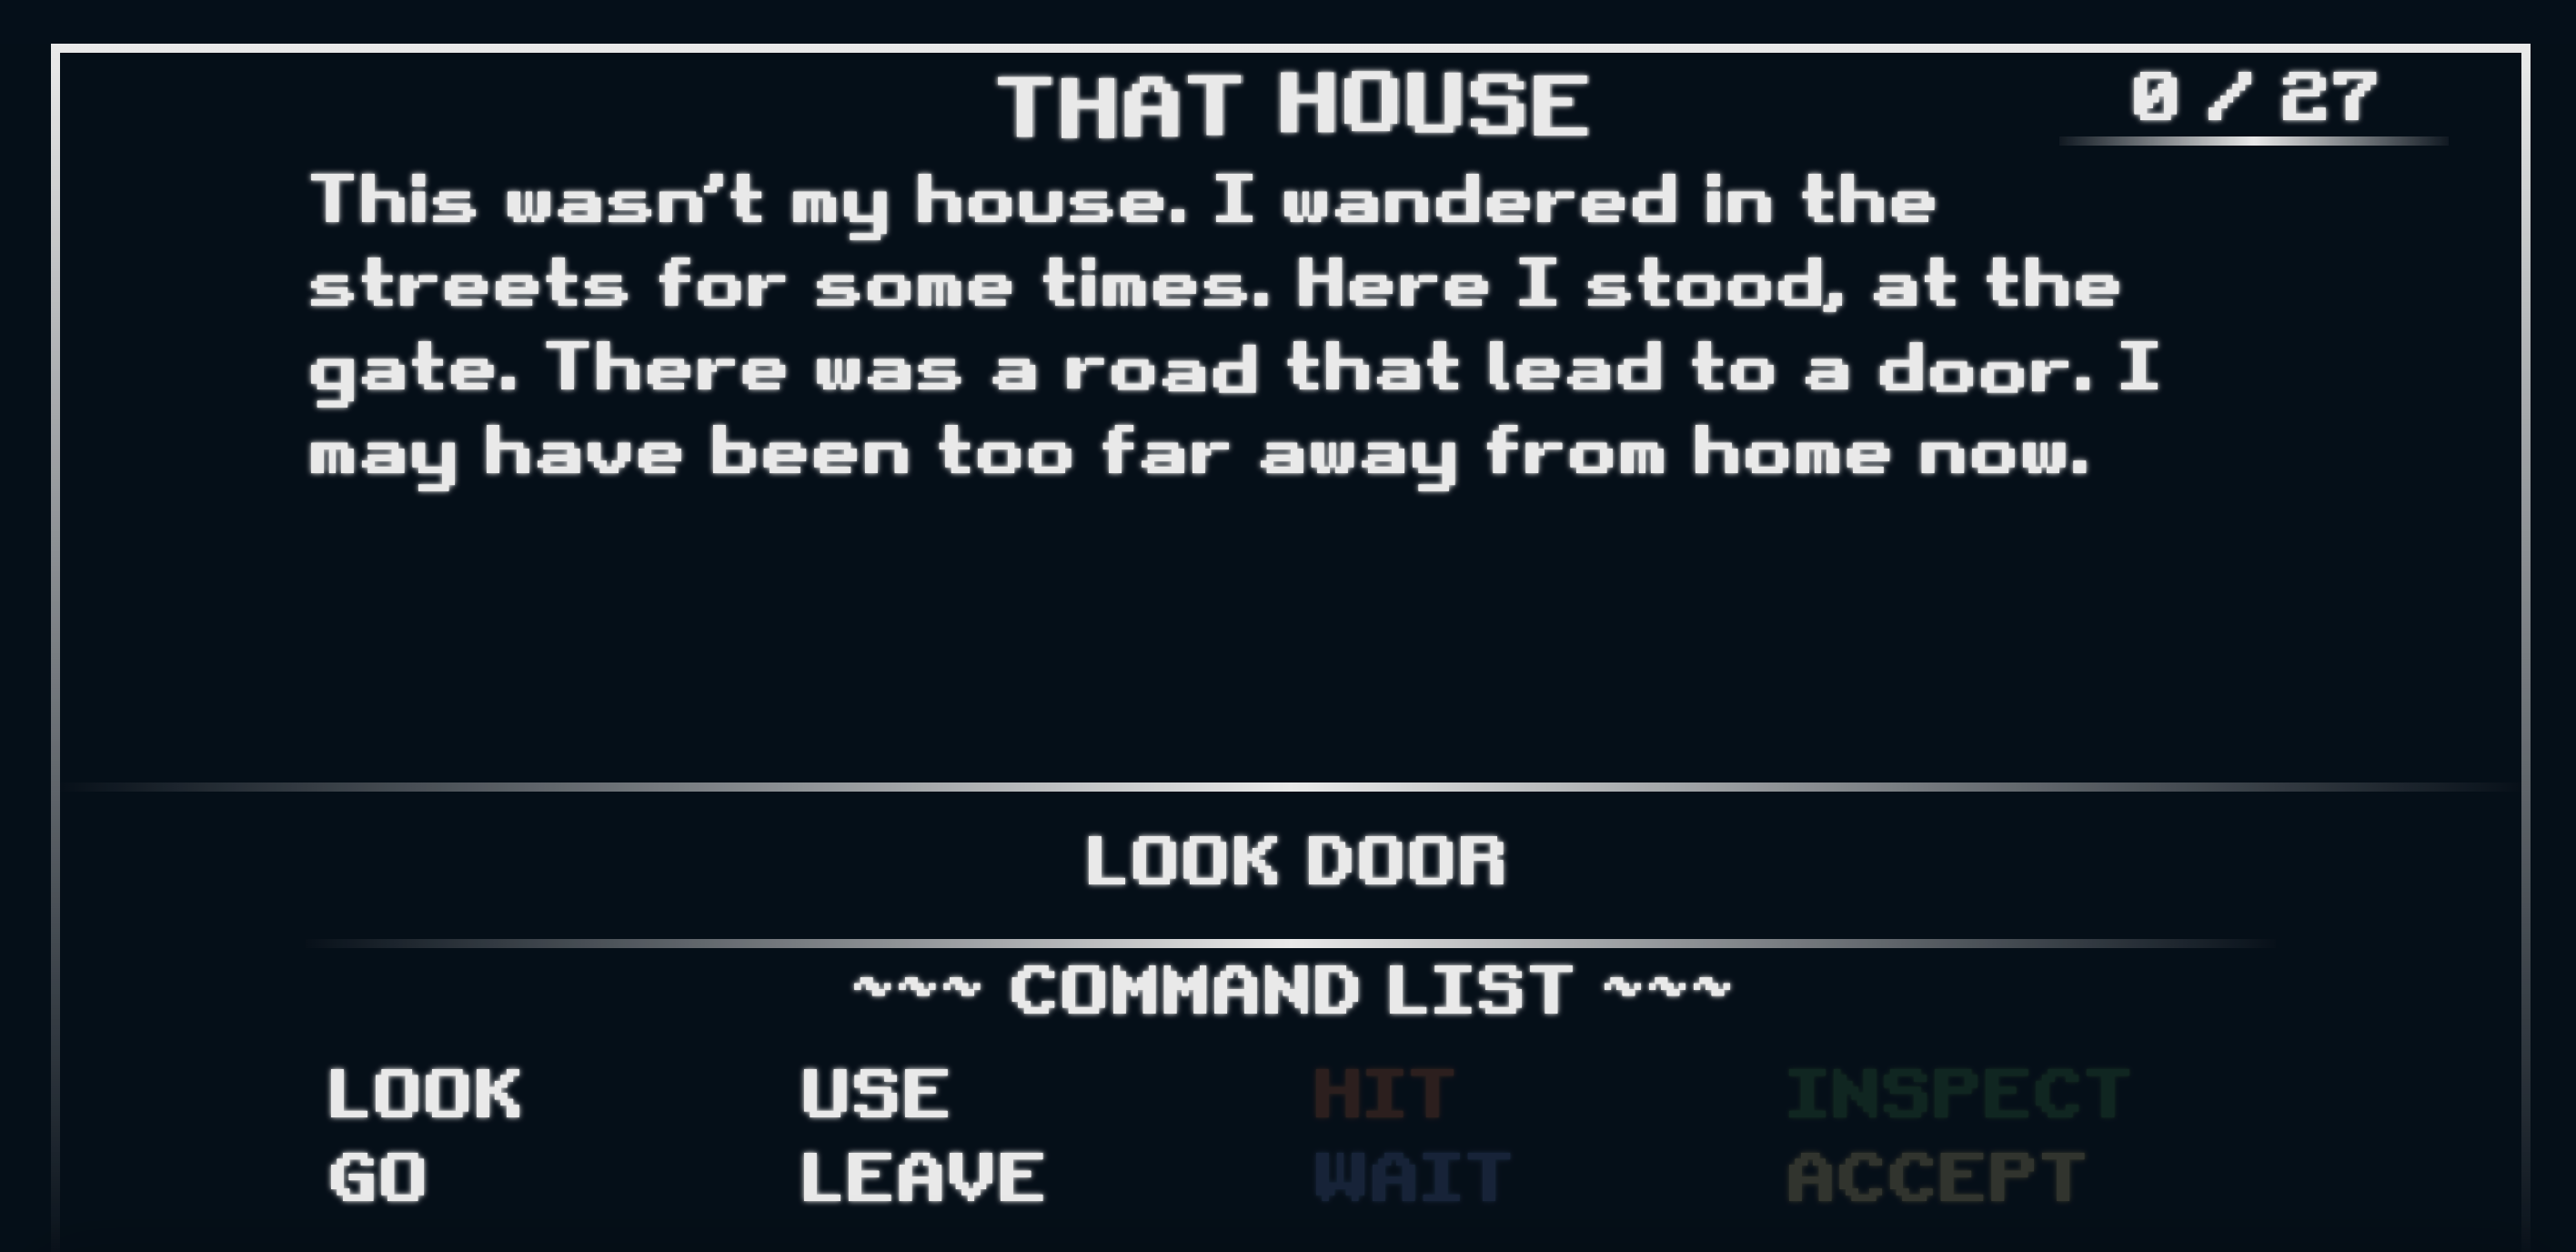 THAT HOUSE
0 / 27
This wasn't my house. I wandered in the
streets for some times. Here I stood, at the
gate. There was a road that lead to a door. I
may have been too far away from home now.
LOOK DOOR
~~~ COMMAND LIST ~~~
LOOK USE HIT INSPECT
GO LEAVE WAIT ACCEPT